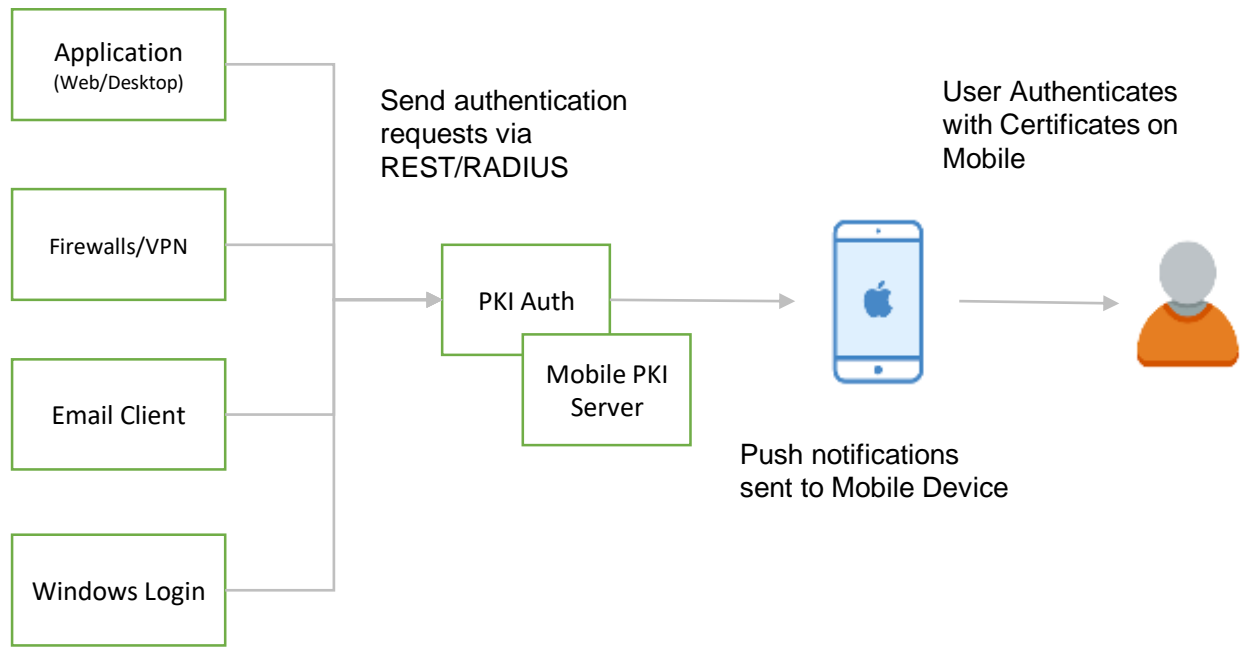 Application
(Web/Desktop)
Send authentication
requests via
REST/RADIUS
User Authenticates
with Certificates on
Mobile
Firewalls/VPN
PKI Auth
Mobile PKI
Server
Email Client
Push notifications
sent to Mobile Device
Windows Login